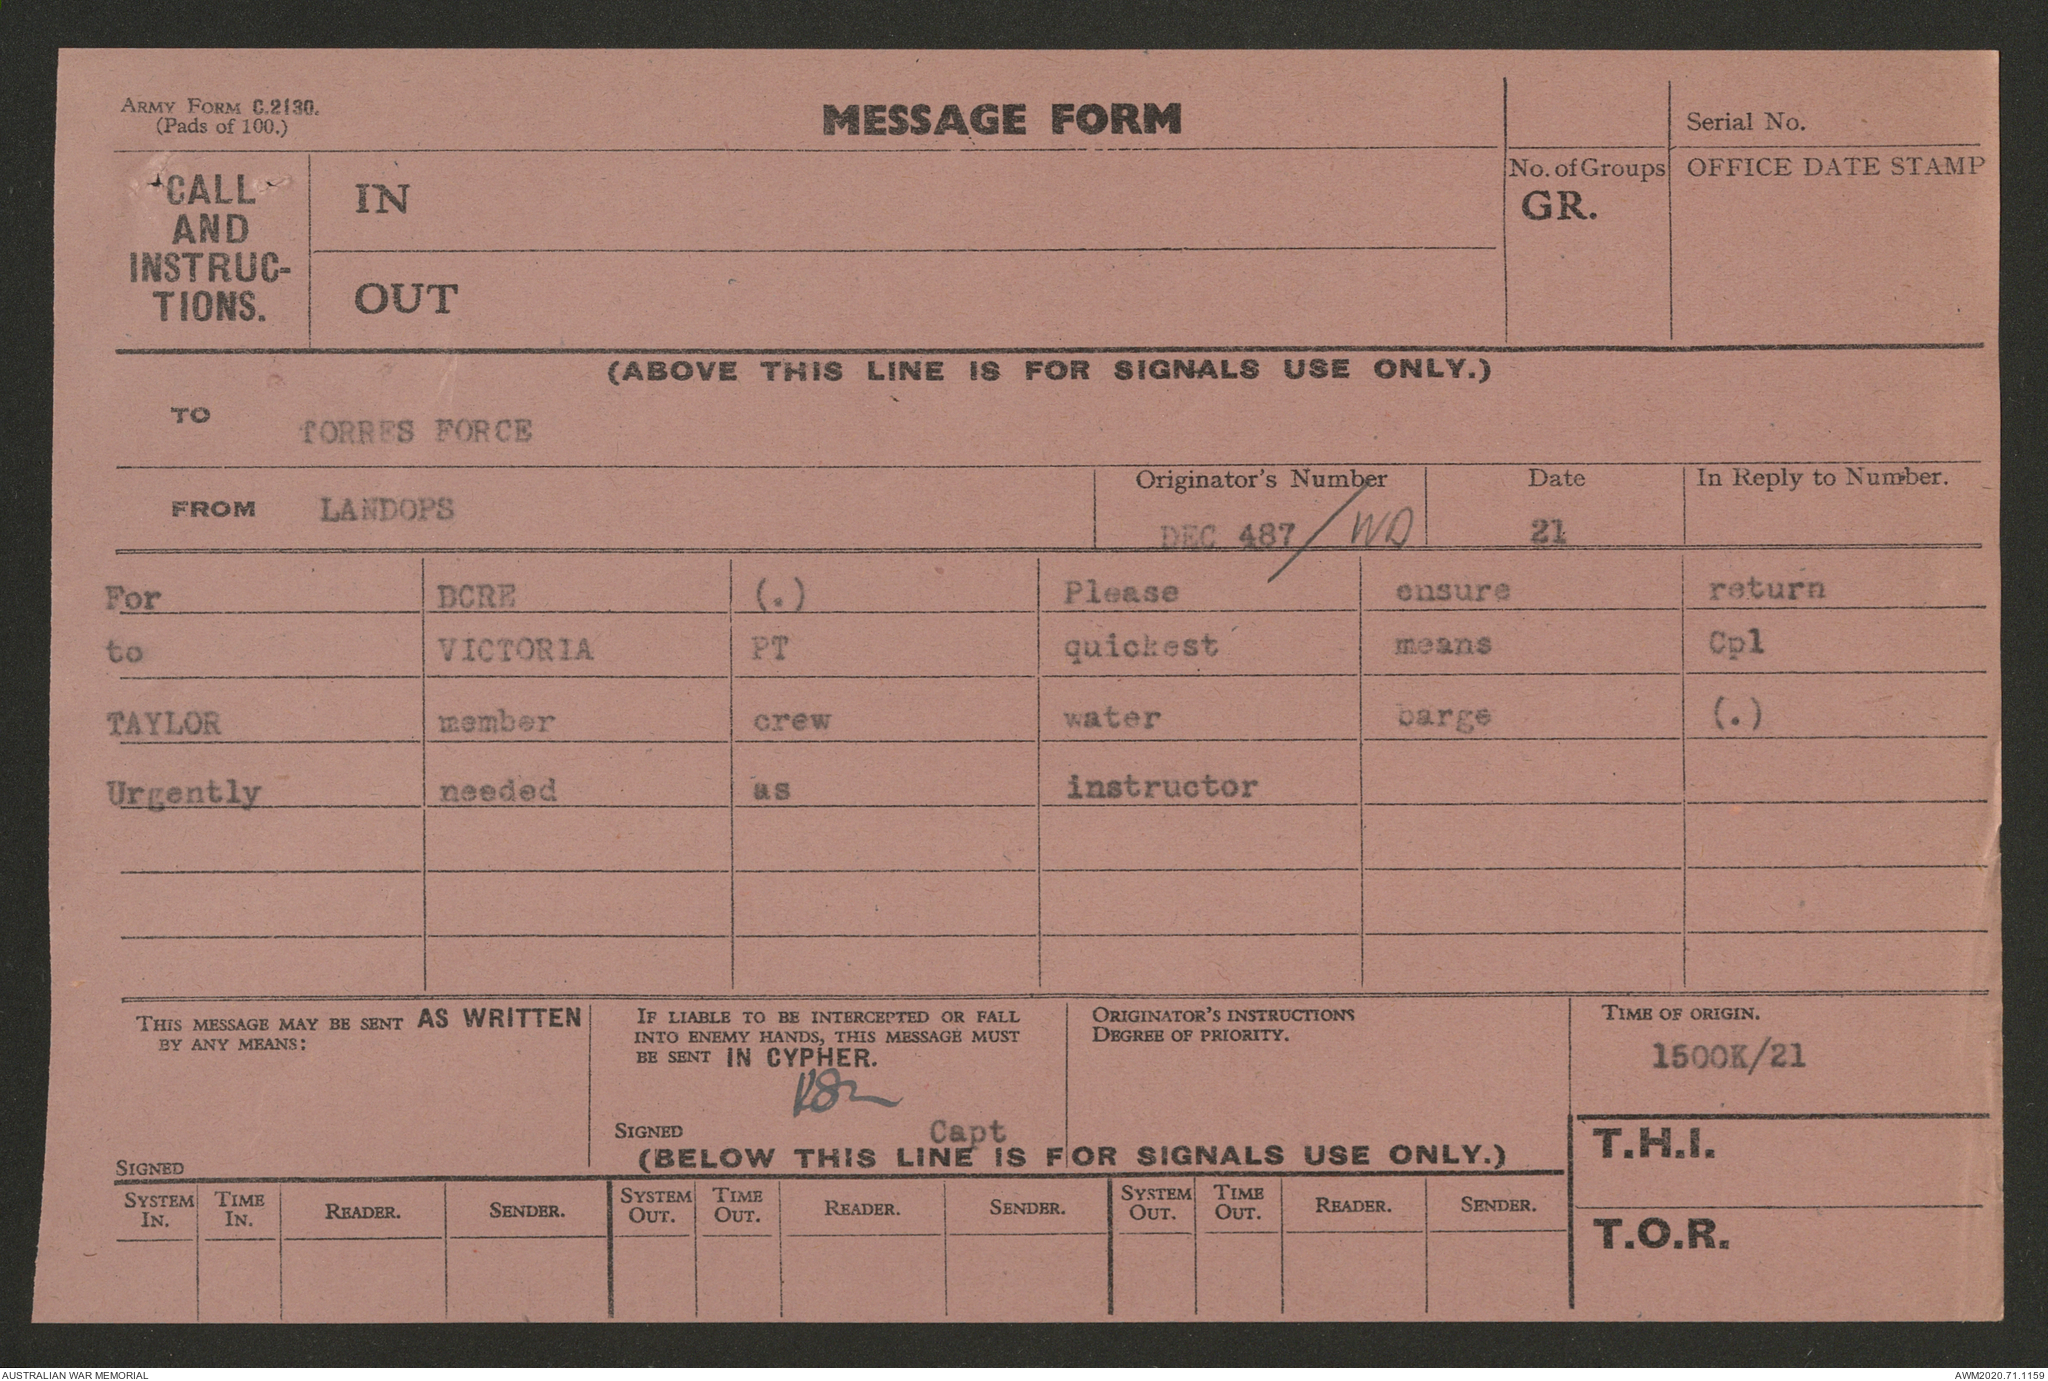 ARMY FORM C.2130.
(Pads of 100.)
MESSAGE FORM
Serial No.
CALL
AND
INSTRUC-
TIONS.
IN
OUT
No. of Groups
GR.
OFFICE DATE STAMP
(ABOVE THIS LINE IS FOR SIGNALS USE ONLY.)
TO TORRES FORCE
FROM LANDOPS
Originator's Number
DEC 487/WD
Date
21
In Reply to Number.
For DCRE (.) Please ensure return
to VICTORIA PT quickest means Cpl
TAYLOR member crew water barge (.)
Urgently needed as instructor
THIS MESSAGE MAY BE SENT AS WRITTEN
BY ANY MEANS:
SIGNED
IF LIABLE TO BE INTERCEPTED OR FALL
INTO ENEMY HANDS, THIS MESSAGE MUST
BE SENT IN CYPHER.
SIGNED Capt
ORIGINATOR'S INSTRUCTIONS
DEGREE OF PRIORITY.
TIME OF ORIGIN.
1500K/21
T.H.I.
T.O.R.
(BELOW THIS LINE IS FOR SIGNALS USE ONLY.)
SYSTEM IN. TIME IN. READER. SENDER. SYSTEM OUT. TIME OUT. READER. SENDER. SYSTEM OUT. TIME OUT. READER. SENDER.
AUSTRALIAN WAR MEMORIAL
AWM2020.71.1159